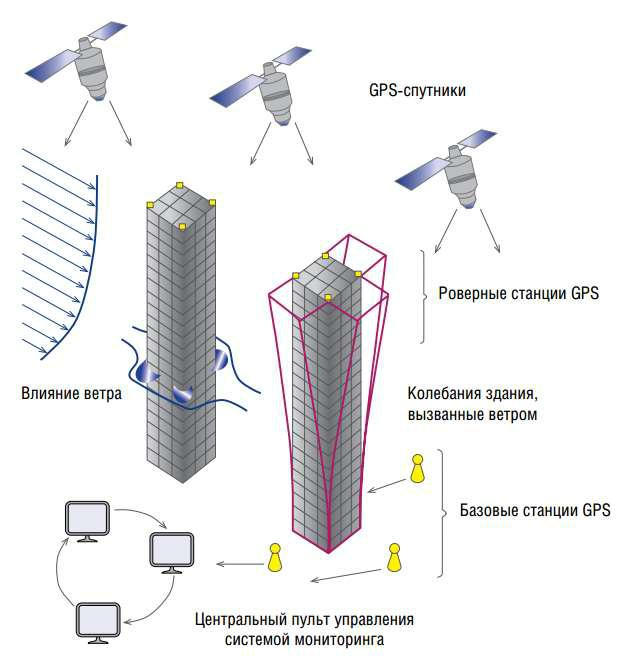 GPS-спутники
Роверные станции GPS
Влияние ветра
Колебания здания,
вызванные ветром
Базовые станции GPS
Центральный пульт управления
системой мониторинга